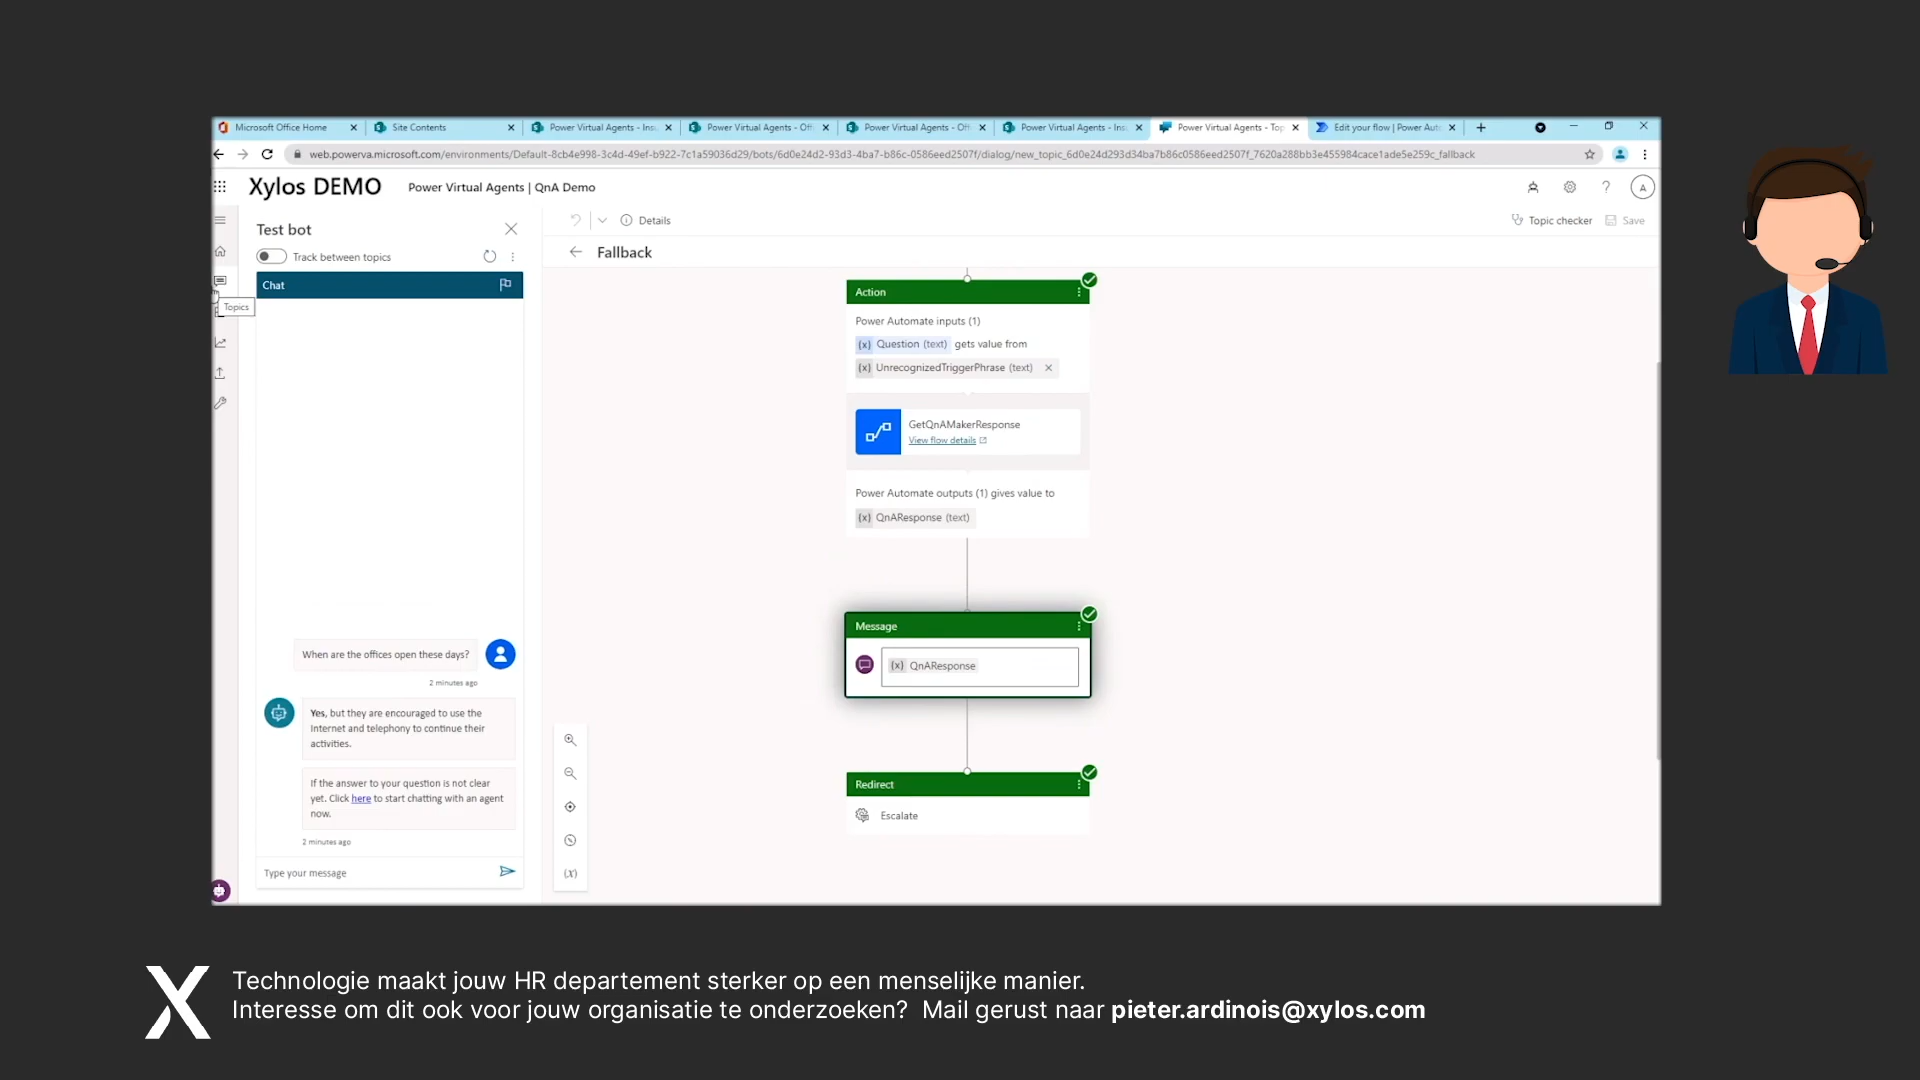 Microsoft Office Home
Site Contents
Power Virtual Agents - Insu
Power Virtual Agents - Offi
Power Virtual Agents - Offi
Power Virtual Agents - Insu
Power Virtual Agents - Top
Edit your flow | Power Auto
web.powerva.microsoft.com/environments/Default-8cb4e998-3c4d-49ef-b922-7c1a59036d29/bots/6d0e24d2-93d3-4ba7-b86c-0586eed2507f/dialog/new_topic_6d0e24d293d34ba7b86c0586eed2507f_7620a288bb3e455984cace1ade5e259c_fallback
Xylos DEMO
Power Virtual Agents | QnA Demo
?
A
Test bot
Track between topics
Chat
Topics
When are the offices open these days?
2 minutes ago
Yes, but they are encouraged to use the
Internet and telephony to continue their
activities.
If the answer to your question is not clear
yet. Click here to start chatting with an agent
now.
2 minutes ago
Type your message
Details
Topic checker
Save
Fallback
Action
Power Automate inputs (1)
{x} Question (text) gets value from
{x} UnrecognizedTriggerPhrase (text)
GetQnAMakerResponse
View flow details
Power Automate outputs (1) gives value to
{x} QnAResponse (text)
Message
{x} QnAResponse
Redirect
Escalate
{x}
X
Technologie maakt jouw HR departement sterker op een menselijke manier.
Interesse om dit ook voor jouw organisatie te onderzoeken? Mail gerust naar pieter.ardinois@xylos.com